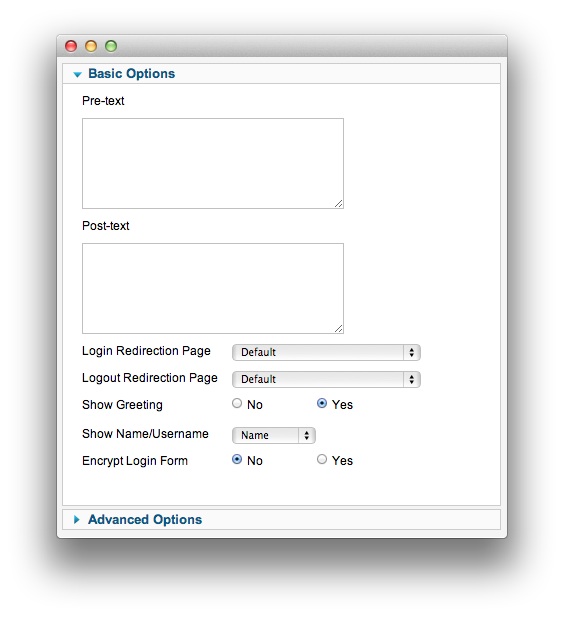 Basic Options
Pre-text
Post-text
Login Redirection Page Default
Logout Redirection Page Default
Show Greeting No Yes
Show Name/Username Name
Encrypt Login Form No Yes
Advanced Options